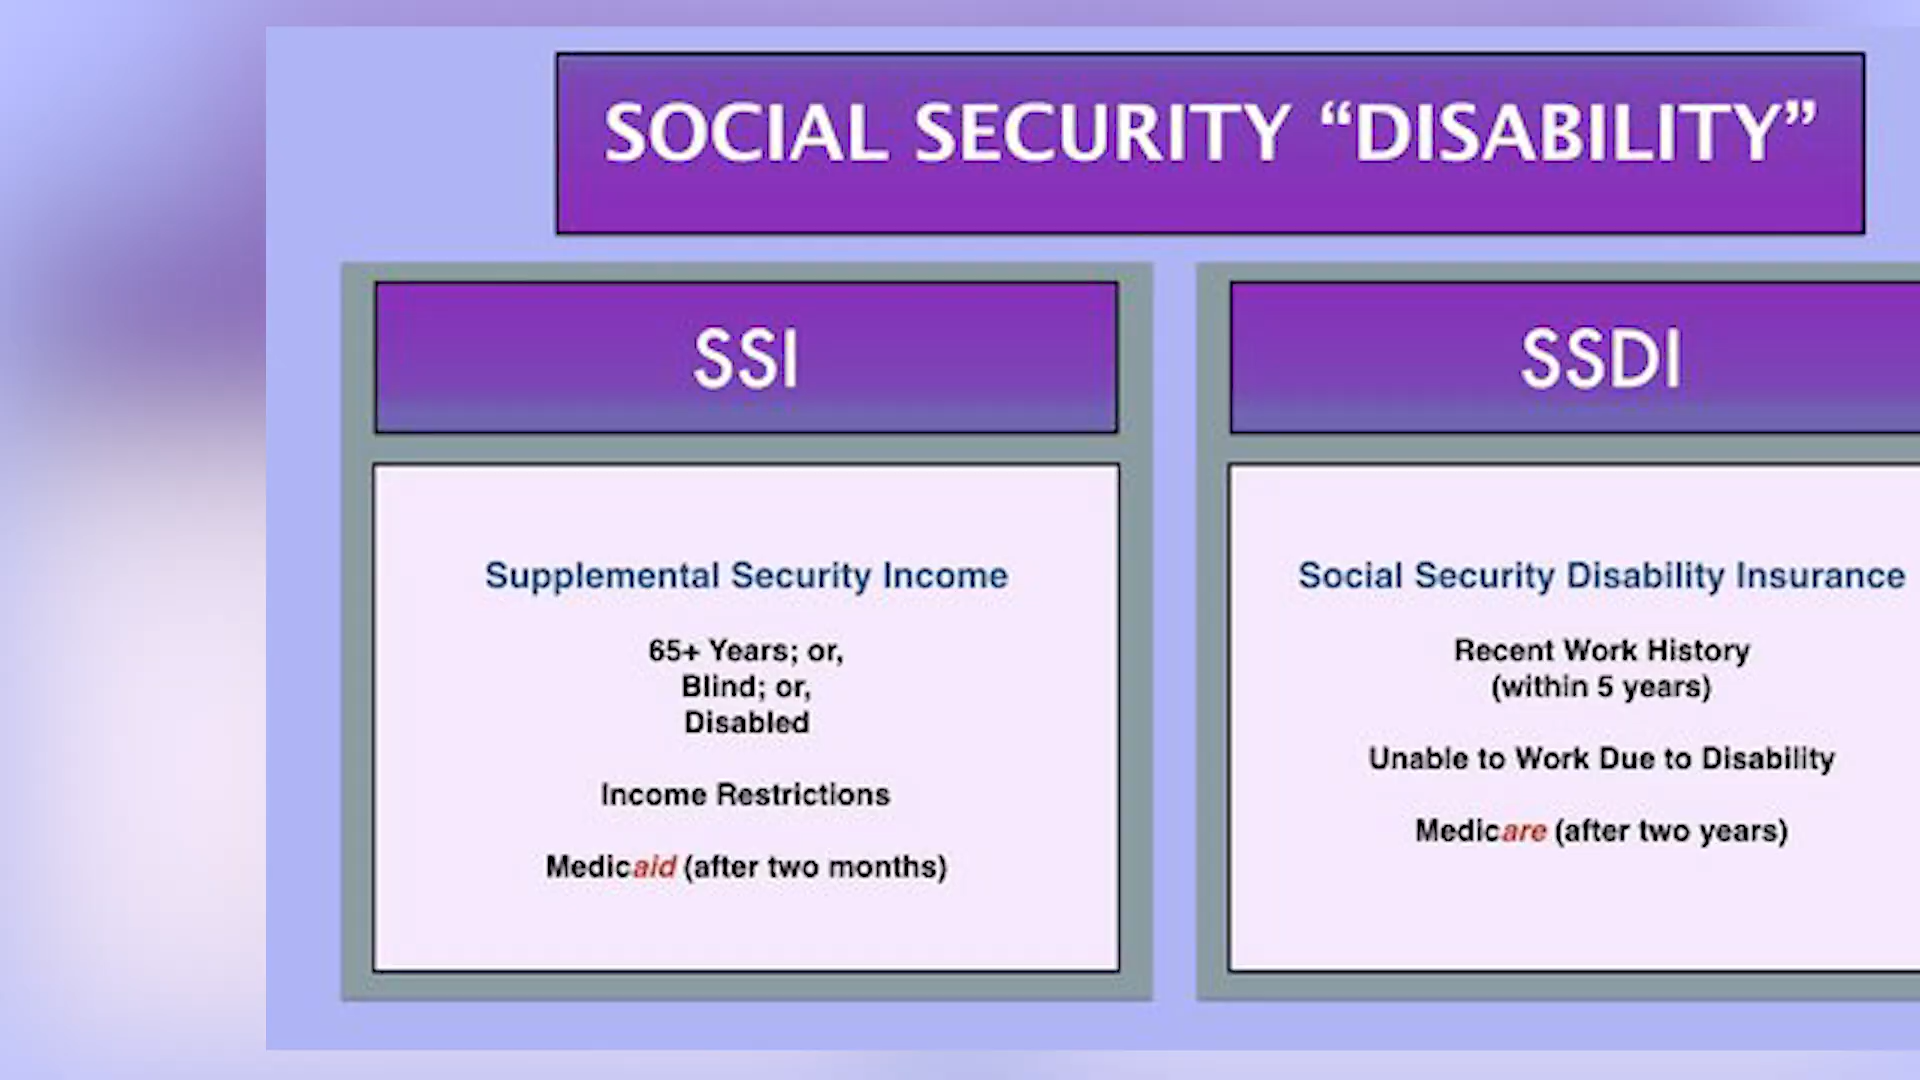 SOCIAL SECURITY “DISABILITY”
SSI
Supplemental Security Income
65+ Years; or,
Blind; or,
Disabled
Income Restrictions
Medicaid (after two months)
SSDI
Social Security Disability Insurance
Recent Work History
(within 5 years)
Unable to Work Due to Disability
Medicare (after two years)